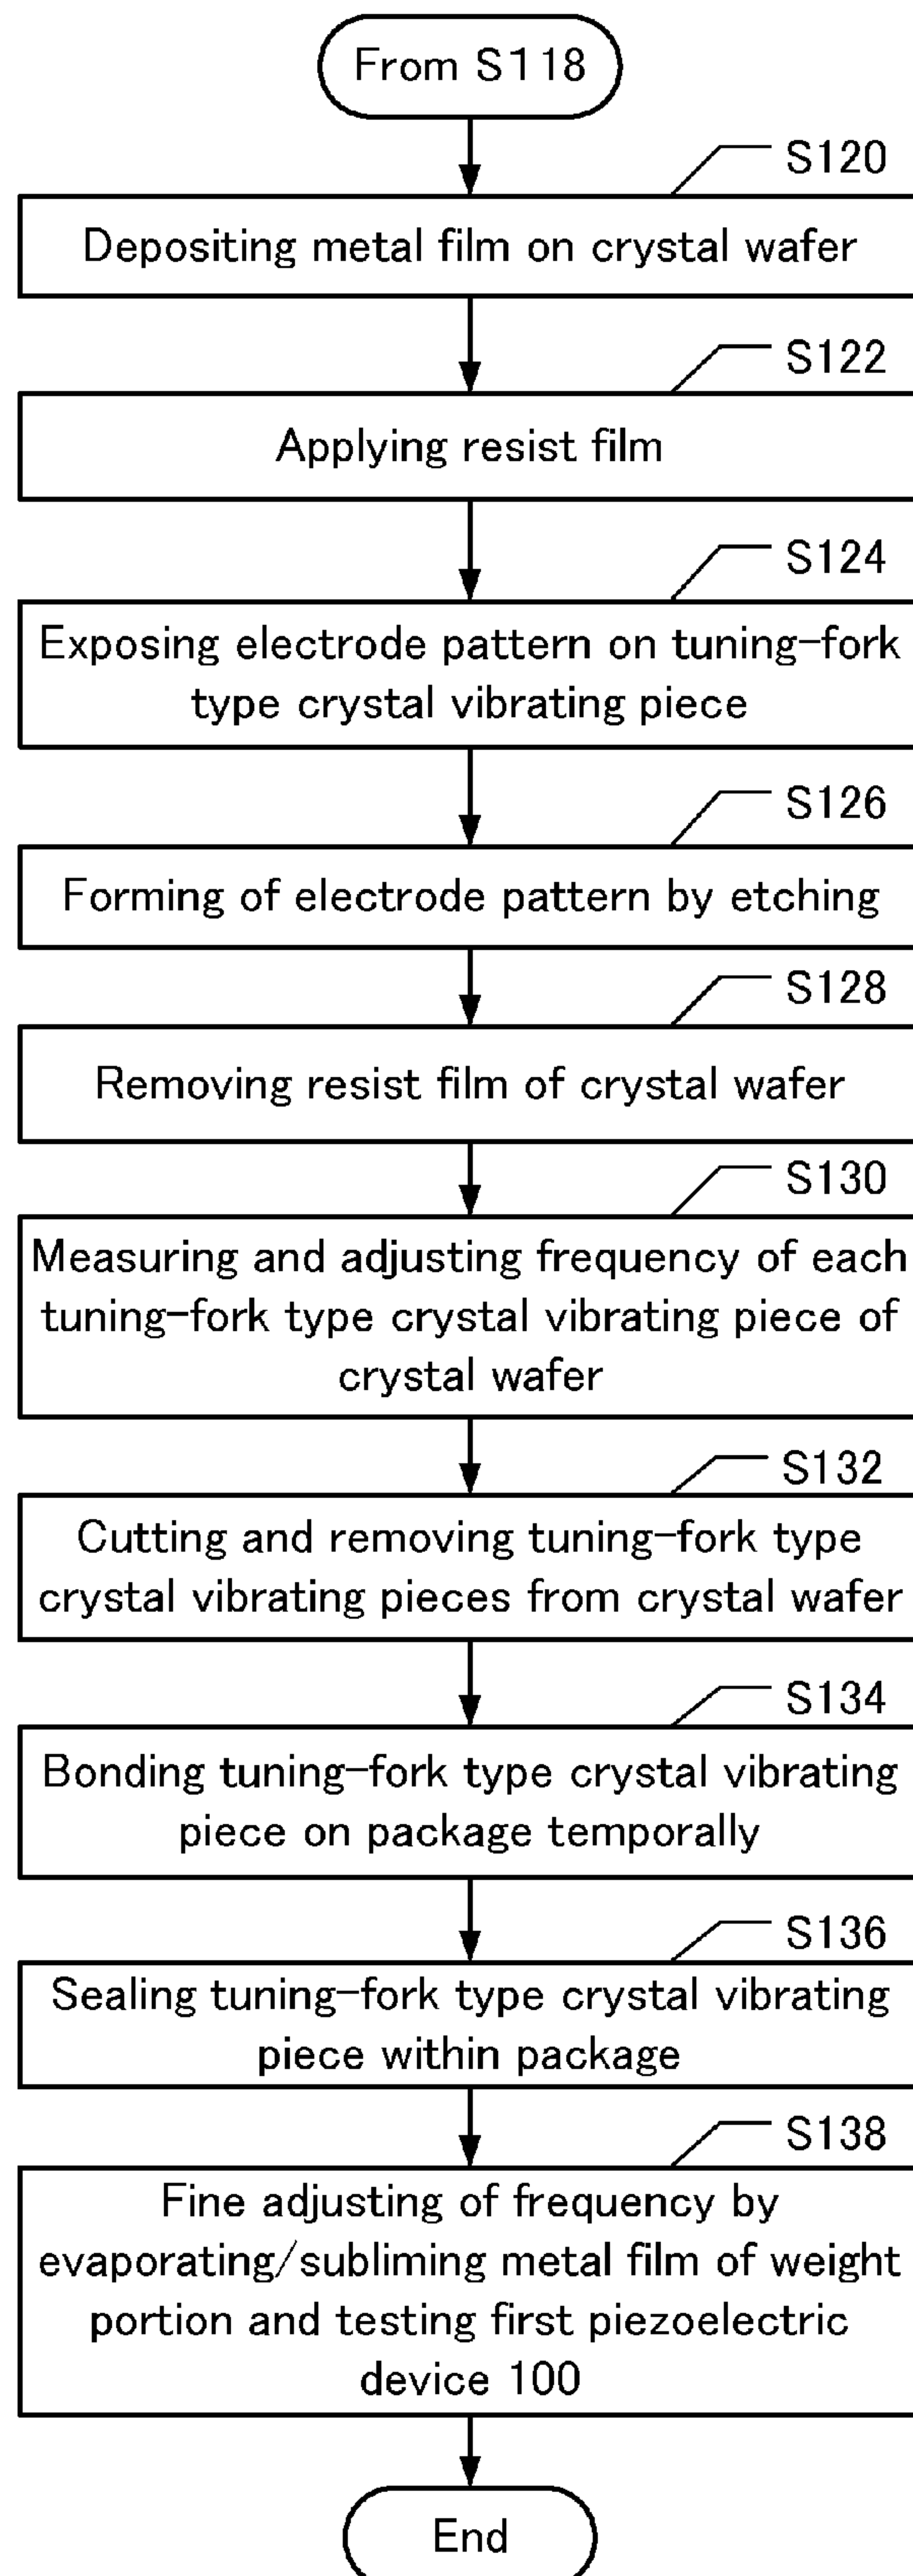 From S118
S120
Depositing metal film on crystal wafer
S122
Applying resist film
S124
Exposing electrode pattern on tuning-fork
type crystal vibrating piece
S126
Forming of electrode pattern by etching
S128
Removing resist film of crystal wafer
S130
Measuring and adjusting frequency of each
tuning-fork type crystal vibrating piece of
crystal wafer
S132
Cutting and removing tuning-fork type
crystal vibrating pieces from crystal wafer
S134
Bonding tuning-fork type crystal vibrating
piece on package temporally
S136
Sealing tuning-fork type crystal vibrating
piece within package
S138
Fine adjusting of frequency by
evaporating/subliming metal film of weight
portion and testing first piezoelectric
device 100
End